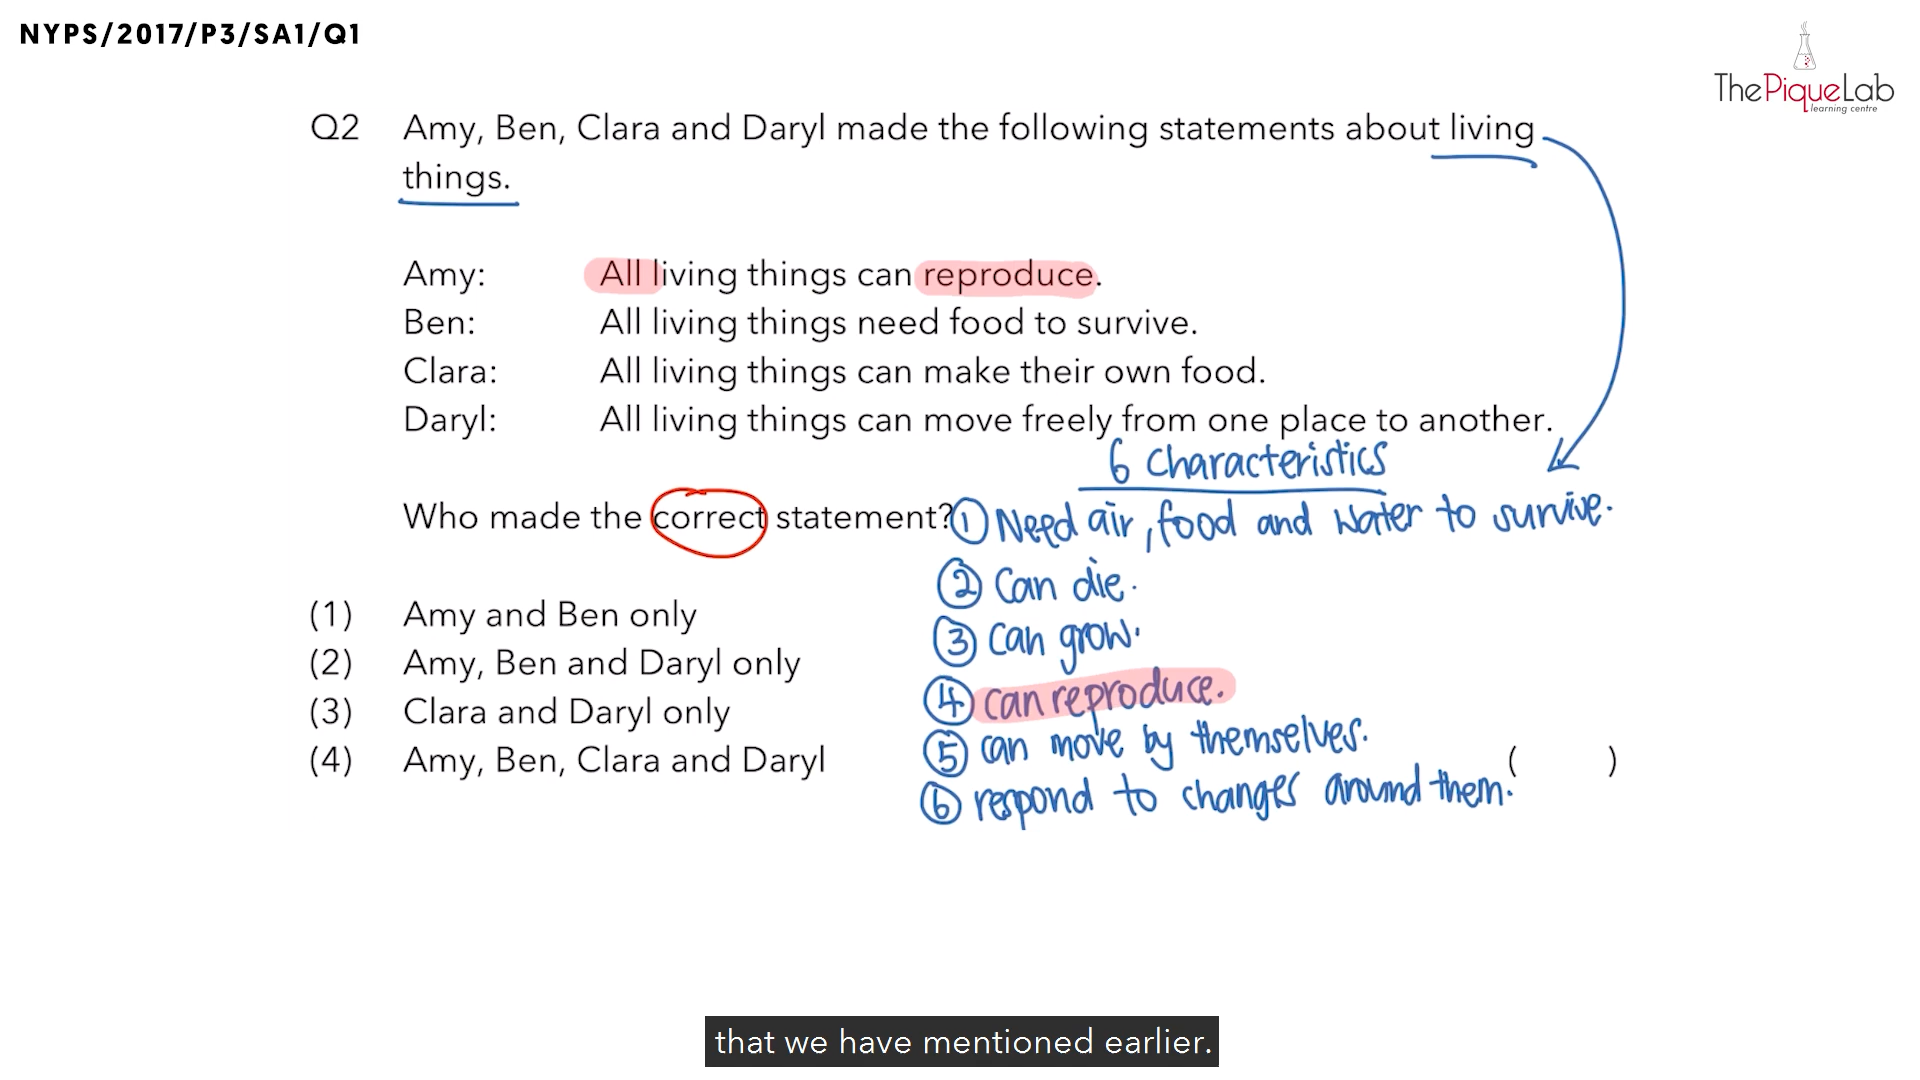 NYPS/2017/P3/SA1/Q1
ThePiqueLab
learning centre
Q2 Amy, Ben, Clara and Daryl made the following statements about living
things.
Amy: All living things can reproduce.
Ben: All living things need food to survive.
Clara: All living things can make their own food.
Daryl: All living things can move freely from one place to another.
6 Characteristics
Who made the correct statement?
① Need air, food and water to survive.
② Can die.
③ Can grow.
④ can reproduce.
⑤ can move by themselves.
⑥ respond to changes around them.
(1) Amy and Ben only
(2) Amy, Ben and Daryl only
(3) Clara and Daryl only
(4) Amy, Ben, Clara and Daryl
( )
that we have mentioned earlier.